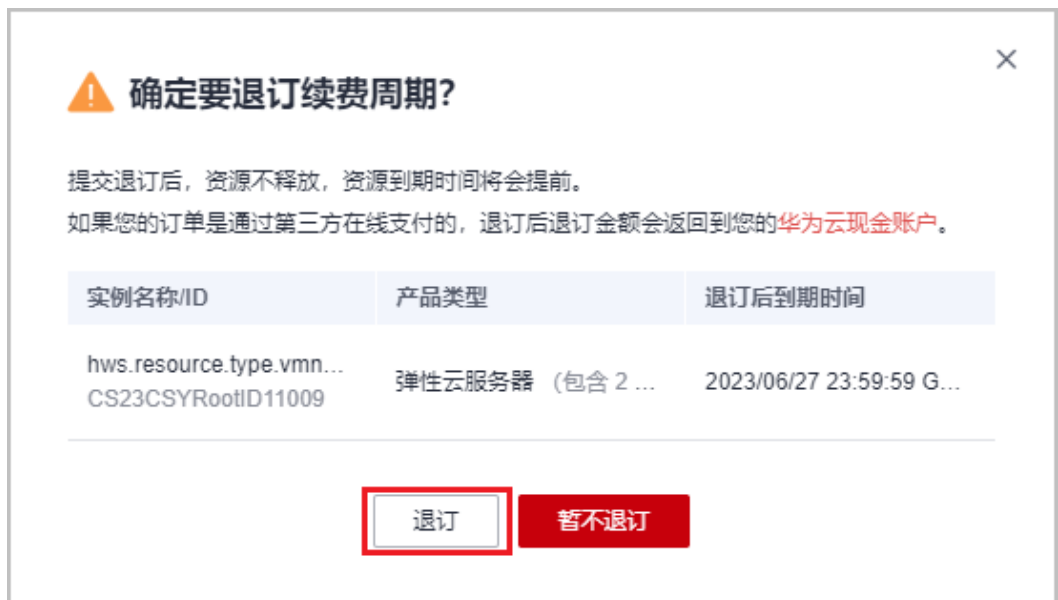 确定要退订续费周期？
提交退订后，资源不释放，资源到期时间将会提前。
如果您的订单是通过第三方在线支付的，退订后退订金额会返回到您的华为云现金账户。
实例名称/ID 产品类型 退订后到期时间
hws.resource.type.vmn...
CS23CSYRootID11009
弹性云服务器 (包含 2 ...
2023/06/27 23:59:59 G...
退订 暂不退订